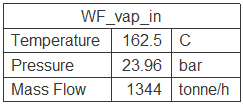 WF_vap_in
Temperature 162.5 C
Pressure 23.96 bar
Mass Flow 1344 tonne/h